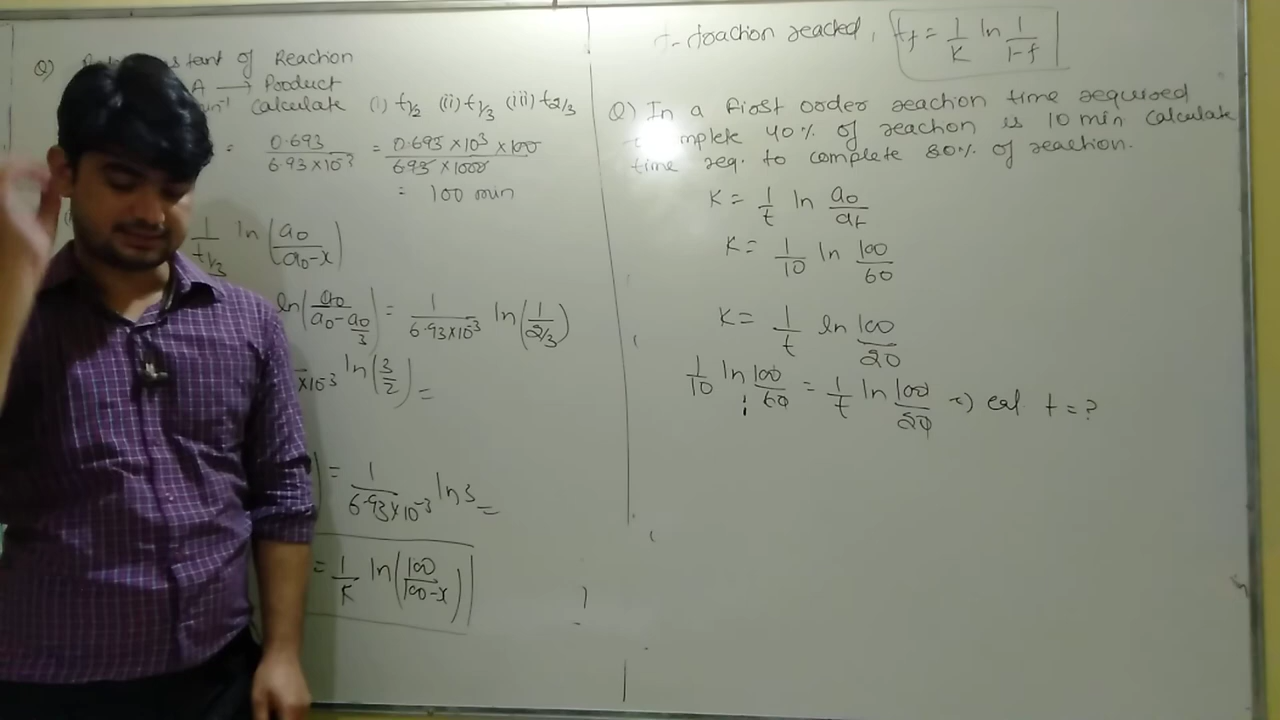 Q) of Reaction
A → Product
calculate (i) t1/2 (ii) t1/3 (iii) t2/3
= 0.693/6.93×10-3 = 0.693×10³×100/693×1000
= 100 min
1/t1/3 ln(a0/a0-x)
ln(a0/a0-a0/3) = 1/6.93×10-3 ln(1/2/3)
×10-3 ln(3/2) =
= 1/6.93×10-3 ln3 =
= 1/K ln(100/100-x)
reacted, tf = 1/K ln 1/1-f
Q) In a first order reaction time required
40% of reaction is 10 min calculate
time req. to complete 80% of reaction.
K = 1/t ln a0/at
K = 1/10 ln 100/60
K = 1/t ln 100/20
1/10 ln 100/60 = 1/t ln 100/20 cal t = ?